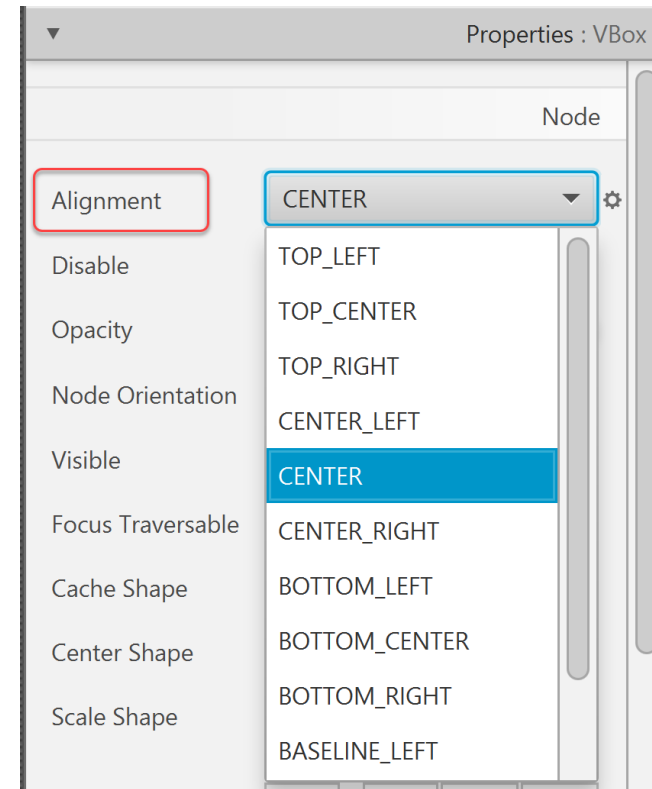 Properties : VBox
Node
Alignment
CENTER
Disable
TOP_LEFT
TOP_CENTER
Opacity
TOP_RIGHT
Node Orientation
CENTER_LEFT
Visible
CENTER
Focus Traversable
CENTER_RIGHT
Cache Shape
BOTTOM_LEFT
Center Shape
BOTTOM_CENTER
Scale Shape
BOTTOM_RIGHT
BASELINE_LEFT